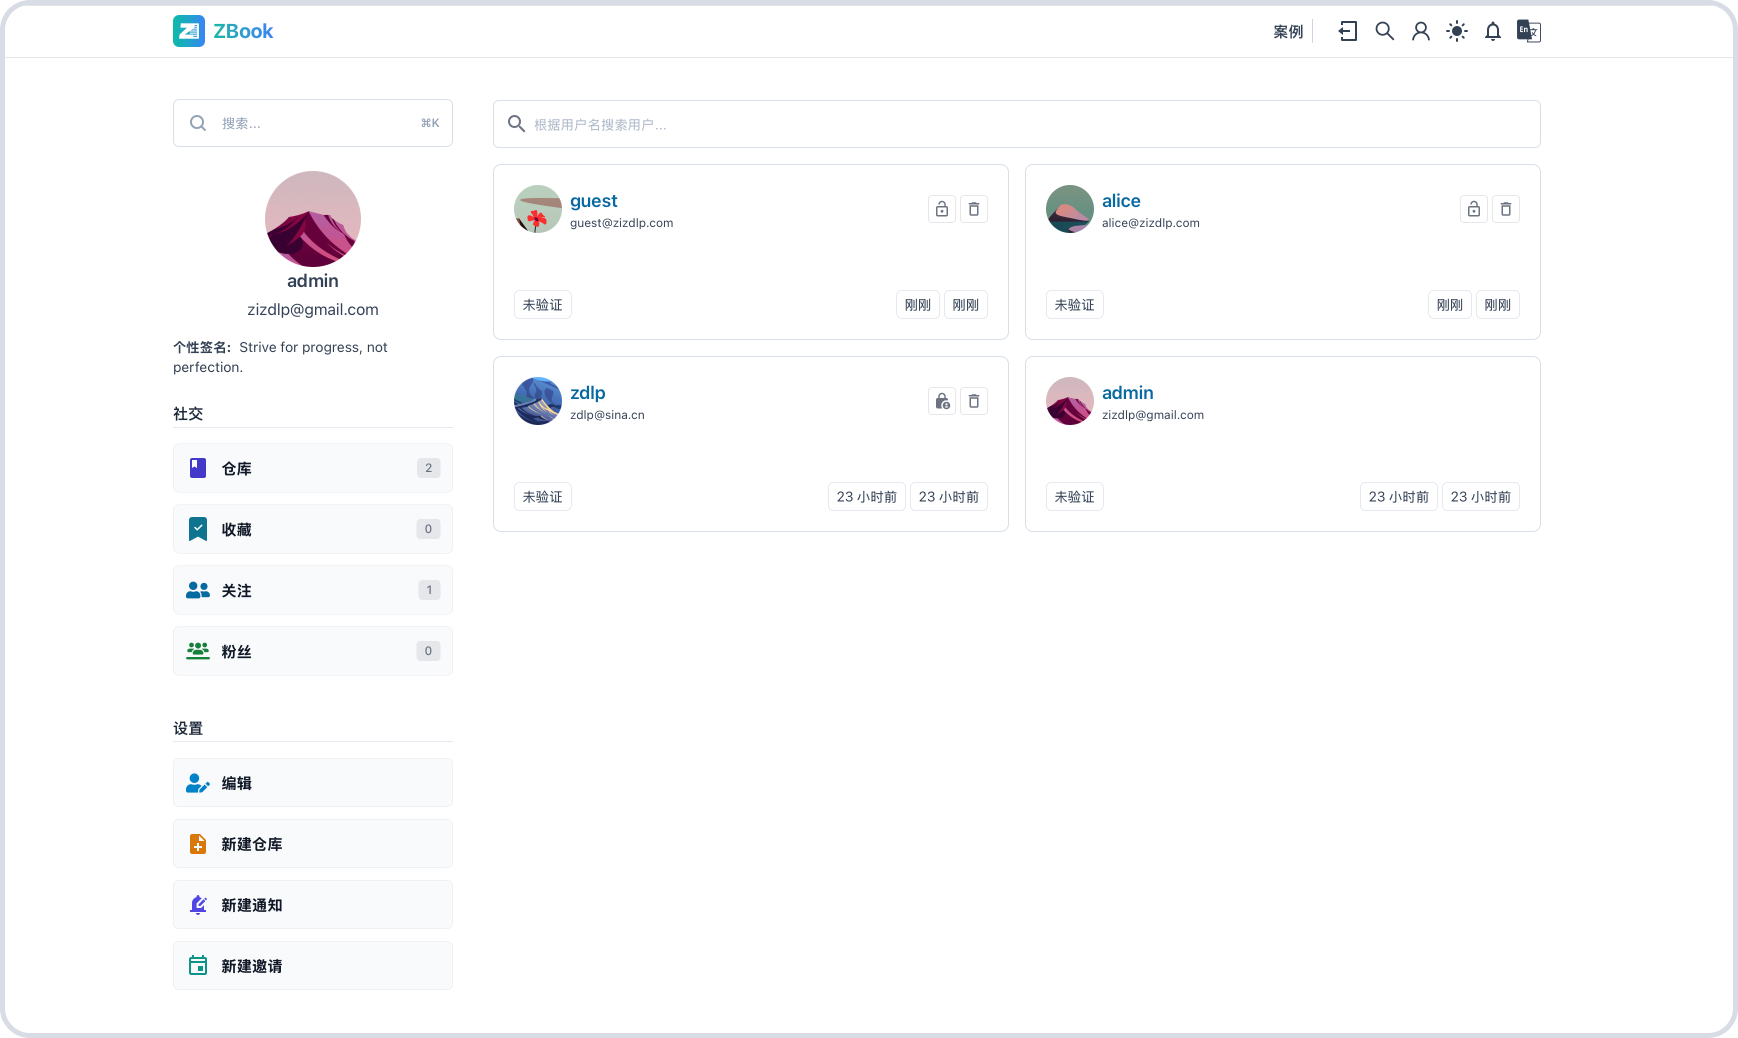 ZBook
案例
En
文
搜索...
⌘K
admin
zizdlp@gmail.com
个性签名: Strive for progress, not
perfection.
社交
仓库 2
收藏 0
关注 1
粉丝 0
设置
编辑
新建仓库
新建通知
新建邀请
根据用户名搜索用户...
guest
guest@zizdlp.com
未验证 刚刚 刚刚
alice
alice@zizdlp.com
未验证 刚刚 刚刚
zdlp
zdlp@sina.cn
未验证 23 小时前 23 小时前
admin
zizdlp@gmail.com
未验证 23 小时前 23 小时前